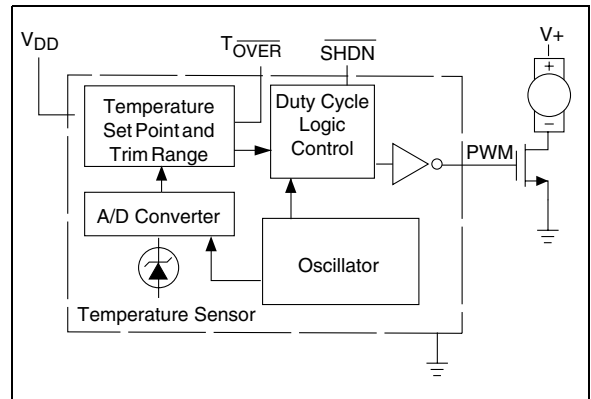 VDD
TOVER
SHDN
V+
+
−
Temperature
Set Point and
Trim Range
Duty Cycle
Logic
Control
PWM
A/D Converter
Oscillator
Temperature Sensor